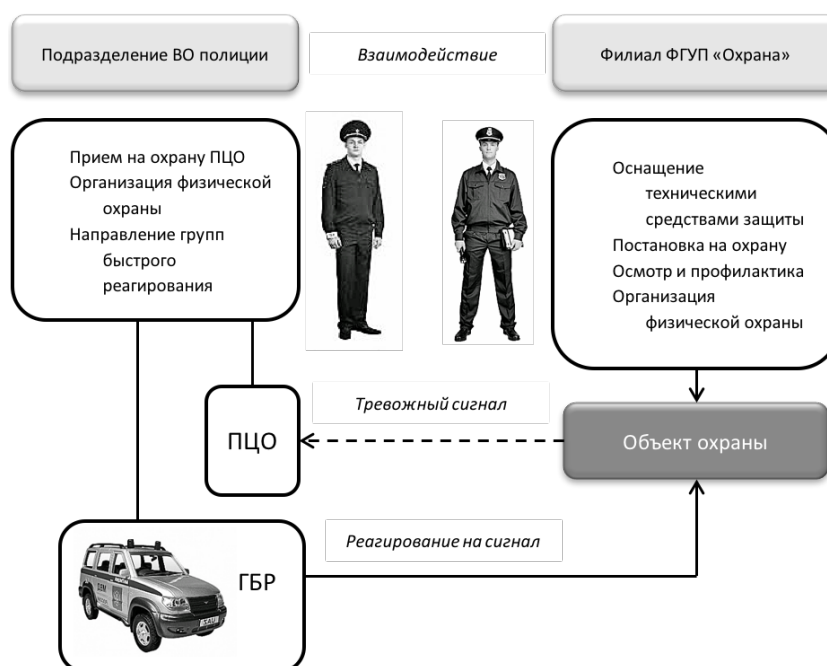 Подразделение ВО полиции
Взаимодействие
Филиал ФГУП «Охрана»
Прием на охрану ПЦО
Организация физической
охраны
Направление групп
быстрого
реагирования
Оснащение
техническими
средствами защиты
Постановка на охрану
Осмотр и профилактика
Организация
физической охраны
Тревожный сигнал
ПЦО
Объект охраны
Реагирование на сигнал
ГБР